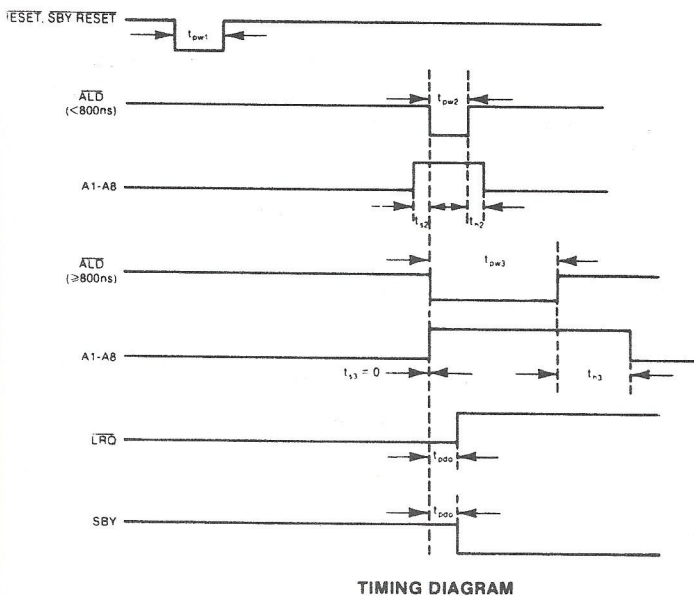 RESET, SBY RESET
tpw1
ALD
(<800ns)
tpw2
A1-A8
ts2
th2
ALD
(≥800ns)
tpw3
A1-A8
ts3 = 0
th3
LRQ
tpdo
SBY
tpdo
TIMING DIAGRAM